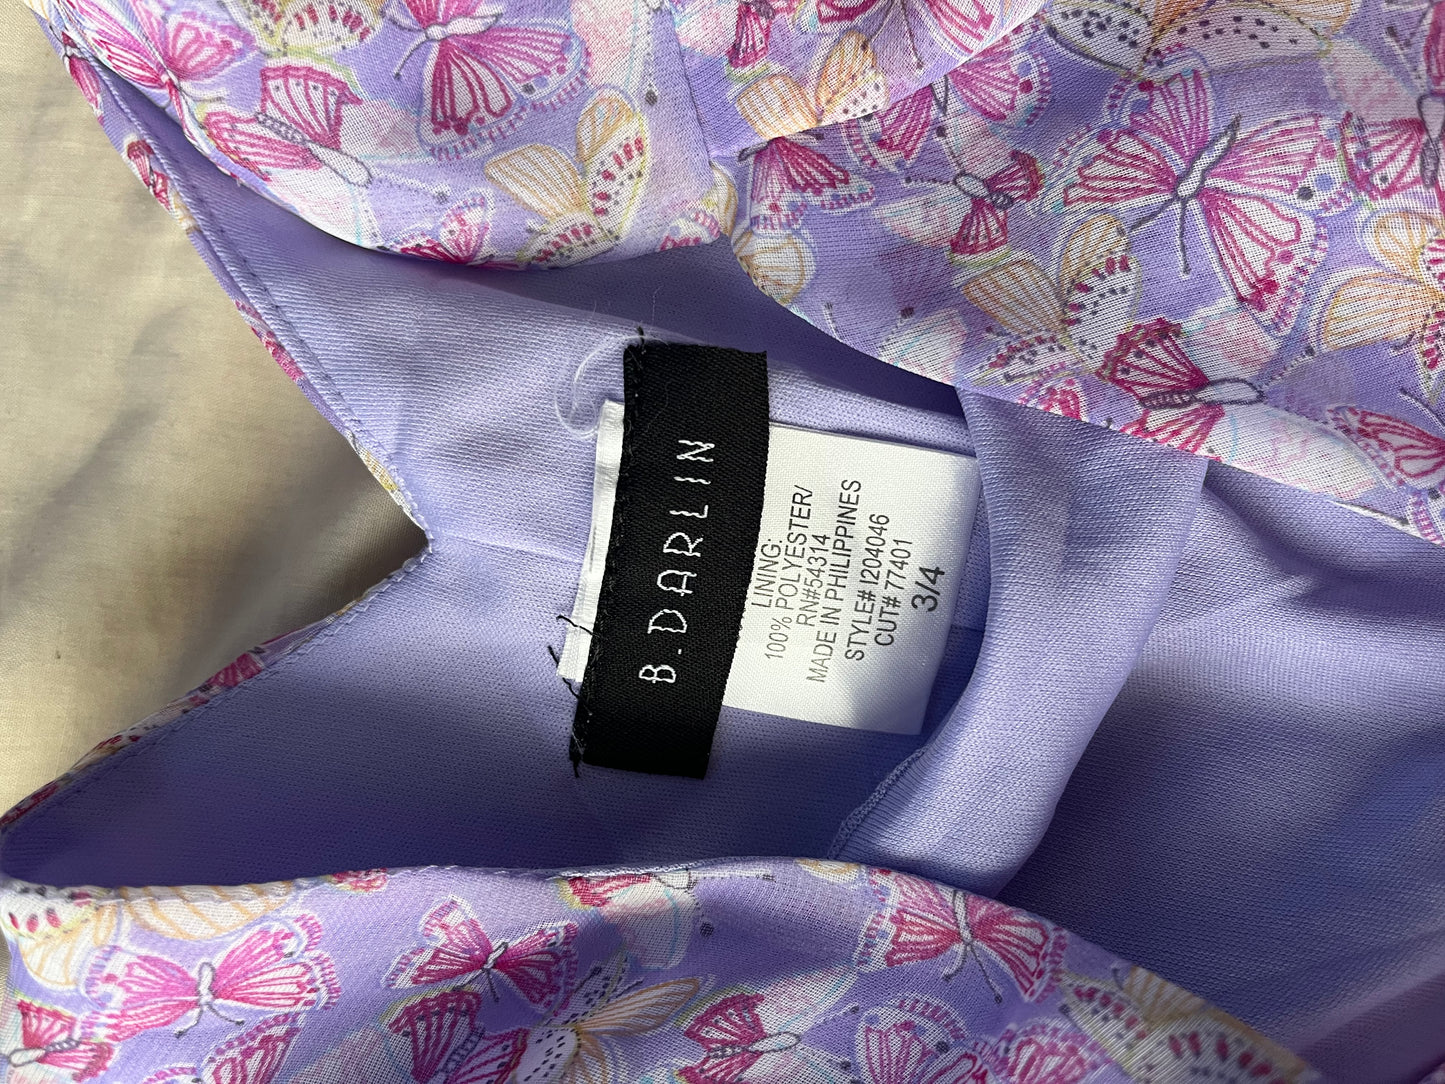 B.DARLIN
LINING:
100% POLYESTER/
RN#54314
MADE IN PHILIPPINES
STYLE# I204046
CUT# 77401
3/4